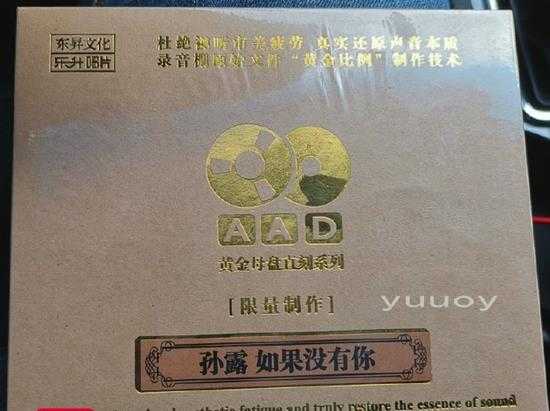 东昇文化
乐升唱片
杜绝视听审美疲劳 真实还原声音本质
录音棚原始文件“黄金比例”制作技术
AAD
黄金母盘直刻系列
[限量制作]
yuuoy
孙露 如果没有你
aesthetic fatigue and truly restore the essence of sound